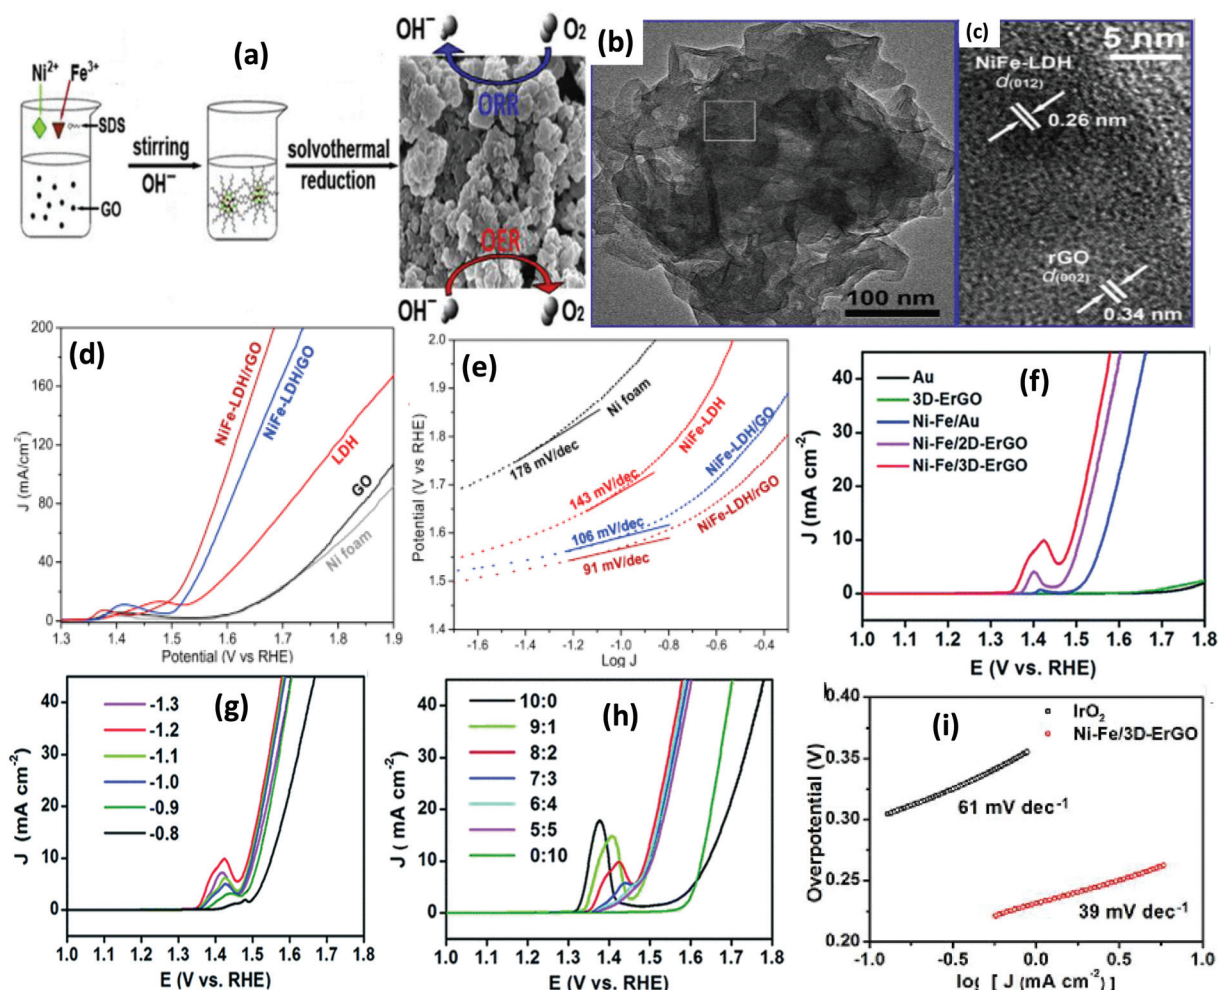 (a)
Ni2+ Fe3+
SDS
GO
stirring
OH−
solvothermal
reduction
OH− O2
ORR
OER
OH− O2
(b)
100 nm
(c)
5 nm
NiFe-LDH
d(012)
0.26 nm
rGO
d(002)
0.34 nm
(d)
200
160
120
80
40
0
J (mA/cm2)
NiFe-LDH/rGO
NiFe-LDH/GO
LDH
GO
Ni foam
1.3 1.4 1.5 1.6 1.7 1.8 1.9
Potential (V vs RHE)
(e)
2.0
1.9
1.8
1.7
1.6
1.5
1.4
Potential (V vs RHE)
Ni foam
178 mV/dec
NiFe-LDH
143 mV/dec
NiFe-LDH/GO
106 mV/dec
NiFe-LDH/rGO
91 mV/dec
-1.6 -1.4 -1.2 -1.0 -0.8 -0.6 -0.4
Log J
(f)
40
30
20
10
0
J (mA cm-2)
Au
3D-ErGO
Ni-Fe/Au
Ni-Fe/2D-ErGO
Ni-Fe/3D-ErGO
1.0 1.1 1.2 1.3 1.4 1.5 1.6 1.7 1.8
E (V vs. RHE)
(g)
40
30
20
10
0
J (mA cm-2)
-1.3
-1.2
-1.1
-1.0
-0.9
-0.8
1.0 1.1 1.2 1.3 1.4 1.5 1.6 1.7 1.8
E (V vs. RHE)
(h)
40
30
20
10
0
J ( mA cm-2)
10:0
9:1
8:2
7:3
6:4
5:5
0:10
1.0 1.1 1.2 1.3 1.4 1.5 1.6 1.7 1.8
E (V vs. RHE)
(i)
0.40
0.35
0.30
0.25
0.20
Overpotential (V)
IrO2
Ni-Fe/3D-ErGO
61 mV dec-1
39 mV dec-1
-1.0 -0.5 0.0 0.5 1.0
log [ J (mA cm-2) ]